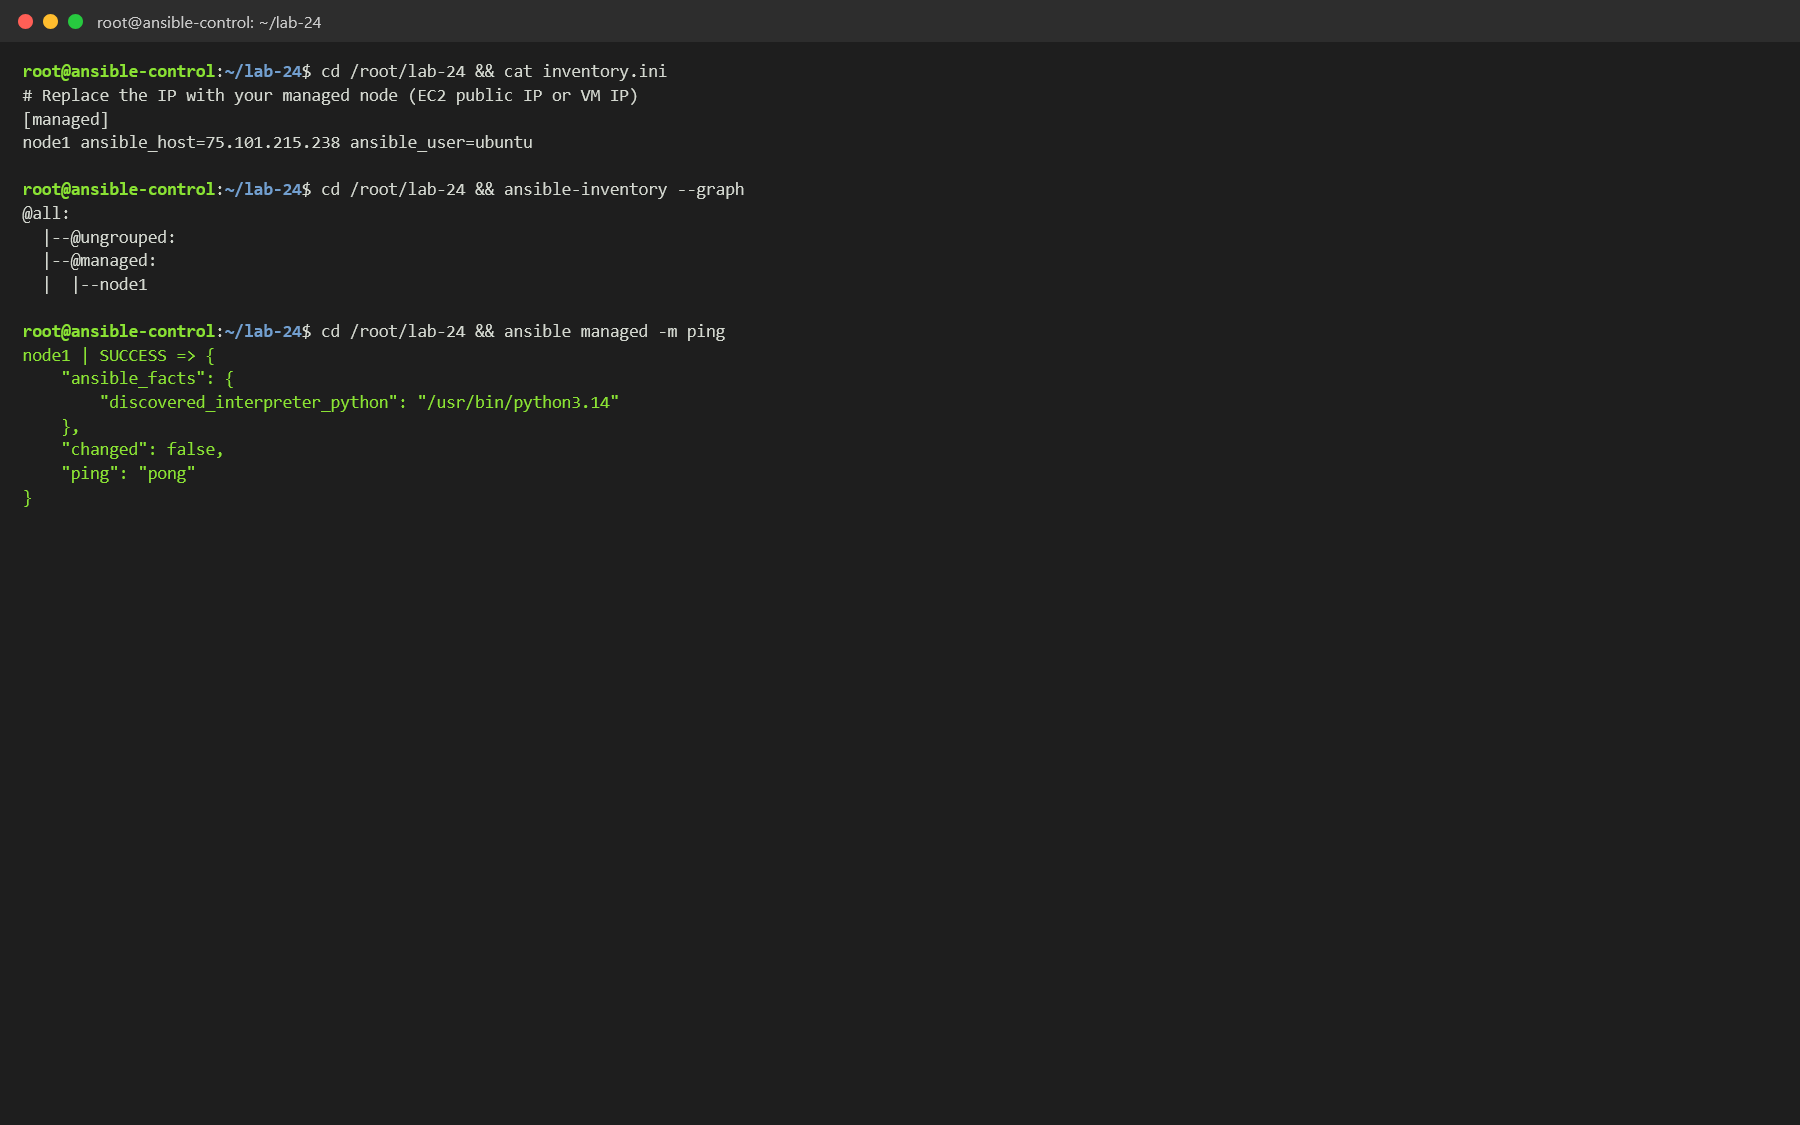 root@ansible-control: ~/lab-24
root@ansible-control:~/lab-24$ cd /root/lab-24 && cat inventory.ini
# Replace the IP with your managed node (EC2 public IP or VM IP)
[managed]
node1 ansible_host=75.101.215.238 ansible_user=ubuntu
root@ansible-control:~/lab-24$ cd /root/lab-24 && ansible-inventory --graph
@all:
  |--@ungrouped:
  |--@managed:
  |  |--node1
root@ansible-control:~/lab-24$ cd /root/lab-24 && ansible managed -m ping
node1 | SUCCESS => {
    "ansible_facts": {
        "discovered_interpreter_python": "/usr/bin/python3.14"
    },
    "changed": false,
    "ping": "pong"
}